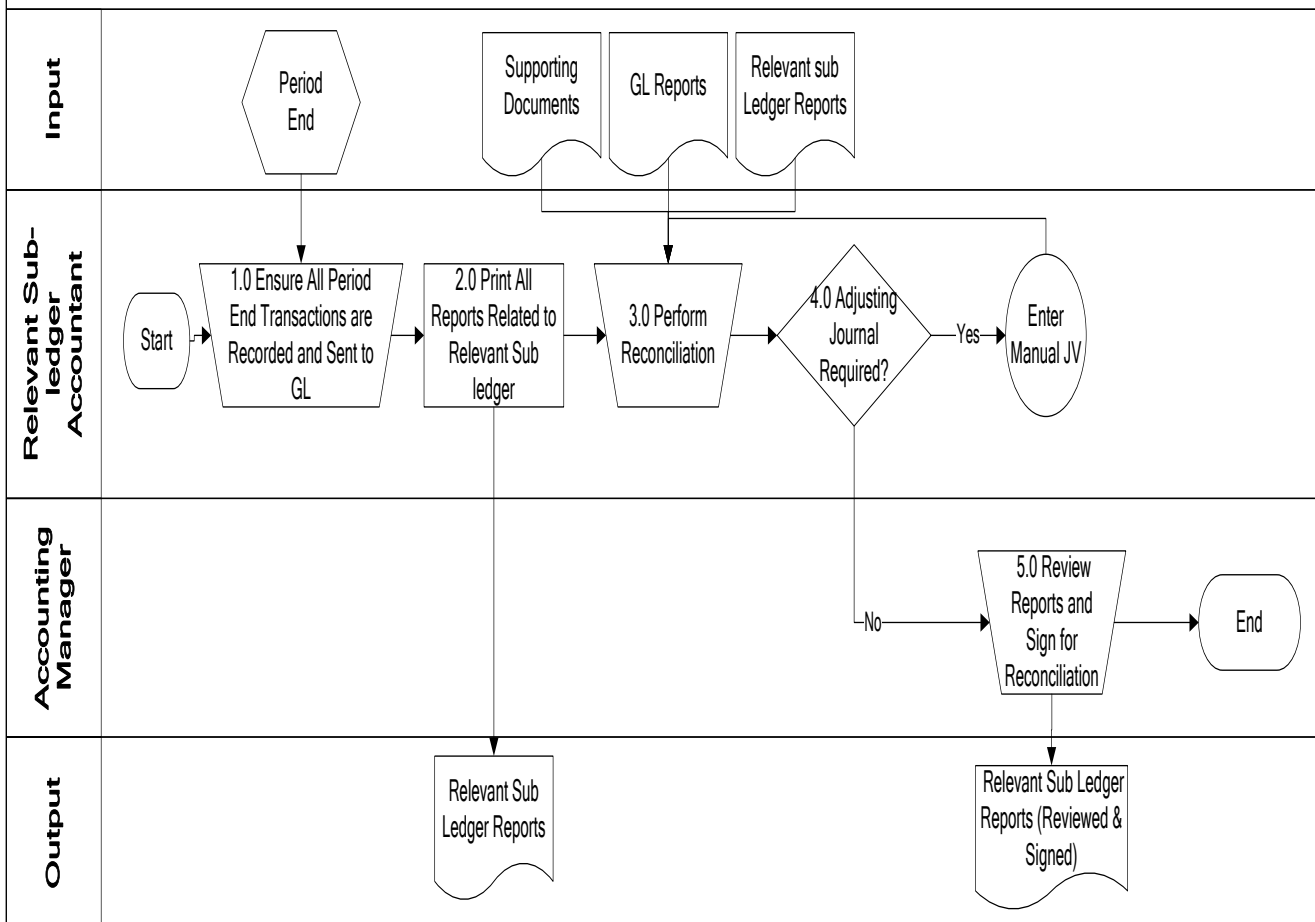 Input
Period
End
Supporting
Documents
GL Reports
Relevant sub
Ledger Reports
Relevant Sub-
ledger
Accountant
Start
1.0 Ensure All Period
End Transactions are
Recorded and Sent to
GL
2.0 Print All
Reports Related to
Relevant Sub
ledger
3.0 Perform
Reconciliation
4.0 Adjusting
Journal
Required?
Yes
Enter
Manual JV
Accounting
Manager
No
5.0 Review
Reports and
Sign for
Reconciliation
End
Output
Relevant Sub
Ledger Reports
Relevant Sub Ledger
Reports (Reviewed &
Signed)